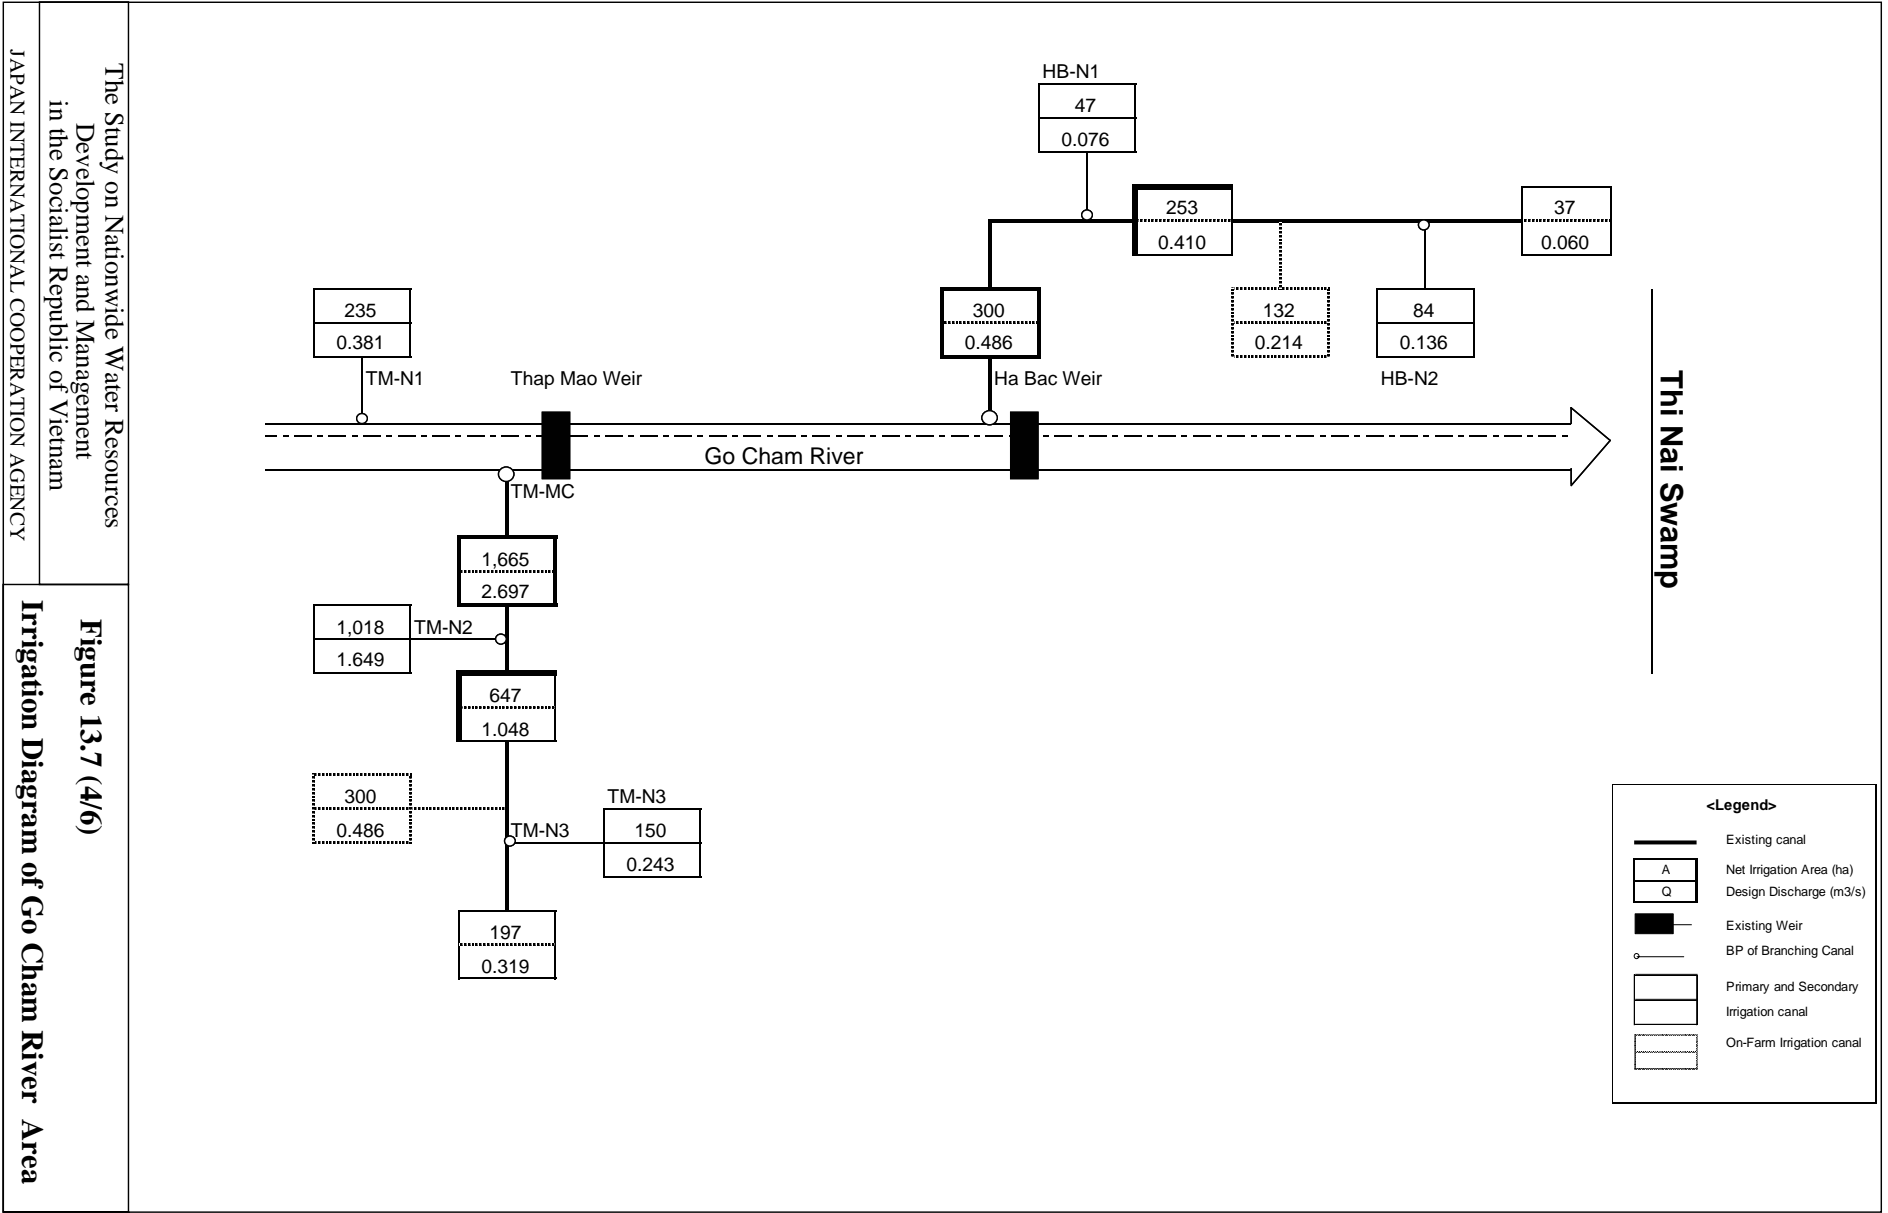 The Study on Nationwide Water Resources
Development and Management
in the Socialist Republic of Vietnam
JAPAN INTERNATIONAL COOPERATION AGENCY
Figure 13.7 (4/6)
Irrigation Diagram of Go Cham River Area
HB-N1
47
0.076
253
0.410
37
0.060
300
0.486
132
0.214
84
0.136
HB-N2
235
0.381
TM-N1
Thap Mao Weir
Ha Bac Weir
Go Cham River
Thi Nai Swamp
TM-MC
1,665
2.697
1,018
1.649
TM-N2
647
1.048
300
0.486
TM-N3
TM-N3
150
0.243
197
0.319
<Legend>
Existing canal
A
Net Irrigation Area (ha)
Q
Design Discharge (m3/s)
Existing Weir
BP of Branching Canal
Primary and Secondary
Irrigation canal
On-Farm Irrigation canal